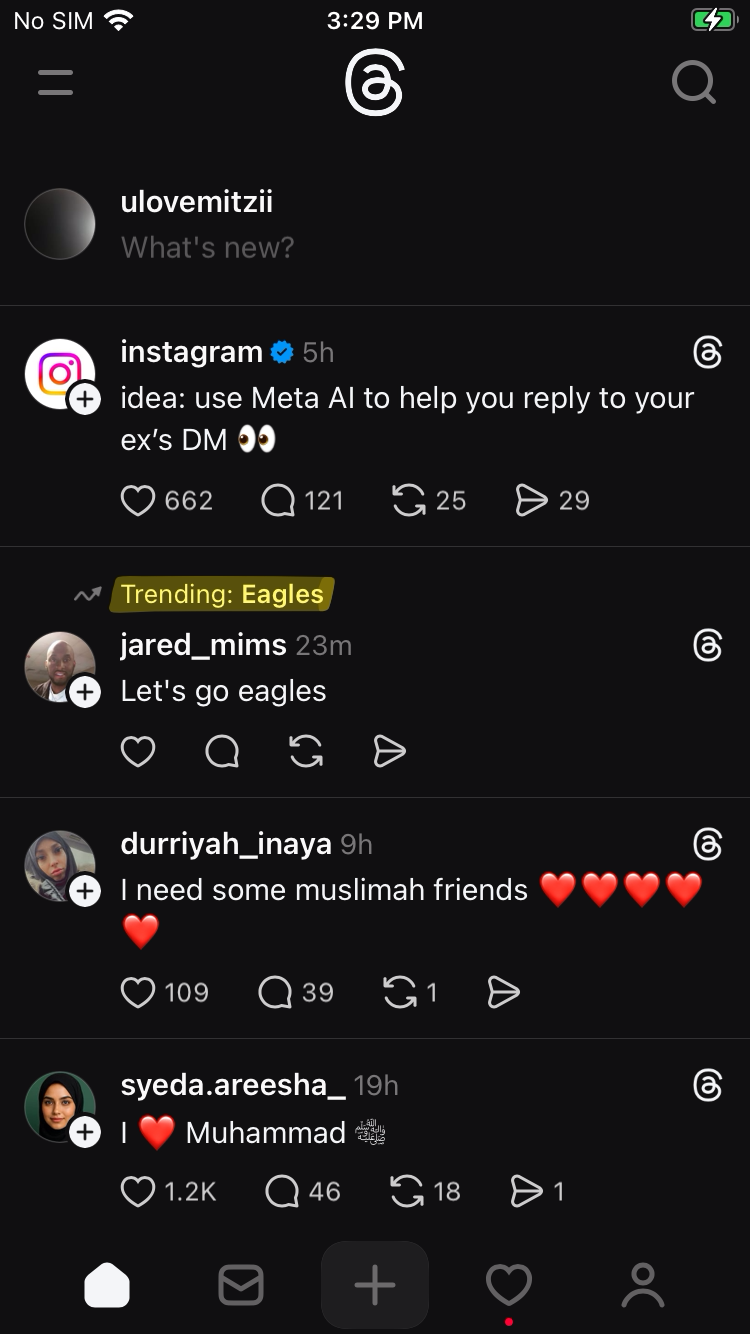 No SIM 3:29 PM
ulovemitzii
What's new?
instagram 5h
idea: use Meta AI to help you reply to your
ex’s DM 👀
662 121 25 29
Trending: Eagles
jared_mims 23m
Let's go eagles
durriyah_inaya 9h
I need some muslimah friends ❤️❤️❤️❤️
❤️
109 39 1
syeda.areesha_ 19h
I ❤️ Muhammad ﷺ
1.2K 46 18 1